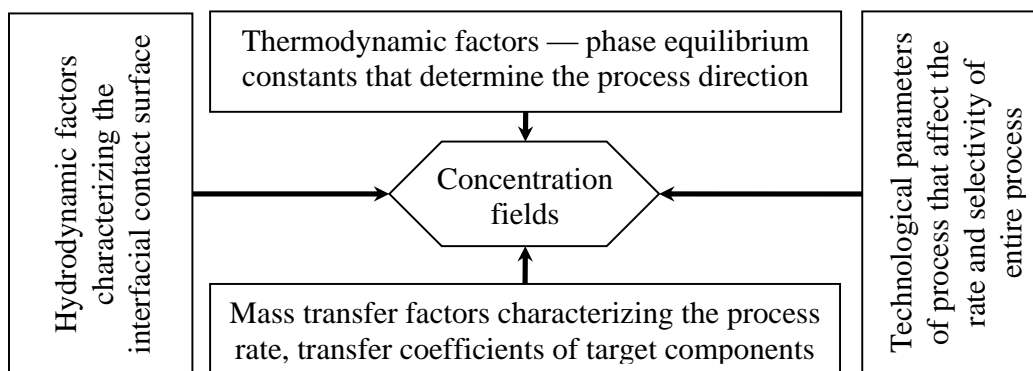 Hydrodynamic factors
characterizing the
interfacial contact surface
Thermodynamic factors — phase equilibrium
constants that determine the process direction
Concentration
fields
Mass transfer factors characterizing the process
rate, transfer coefficients of target components
Technological parameters
of process that affect the
rate and selectivity of
entire process